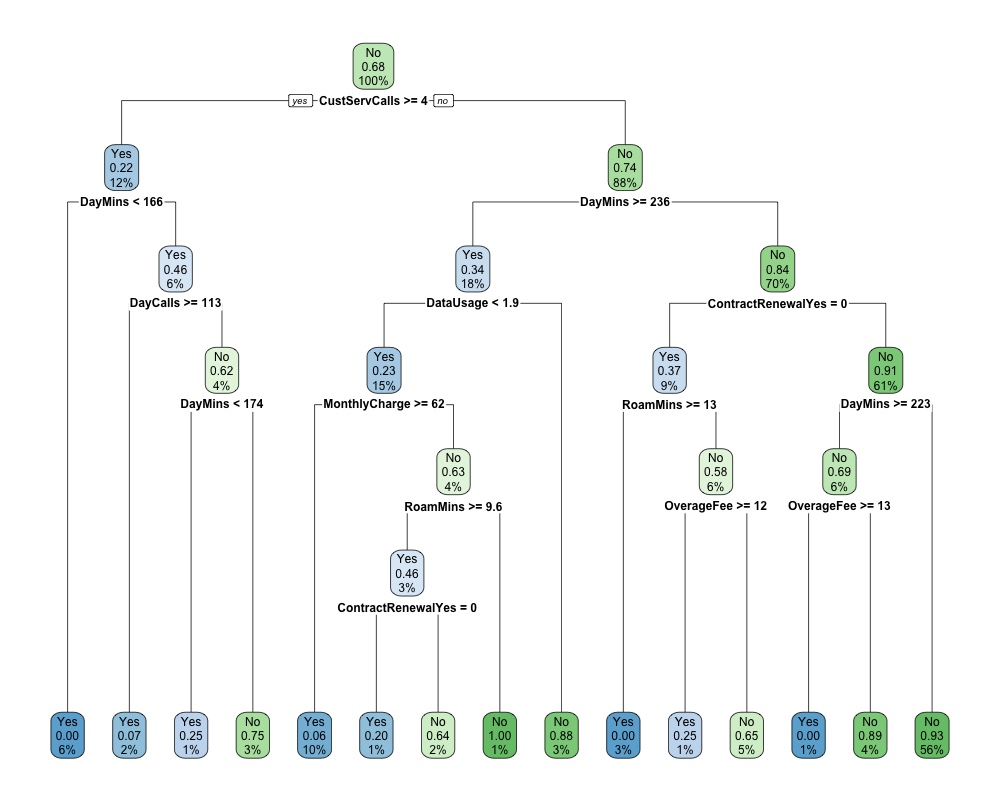 No
0.68
100%
yes CustServCalls >= 4 no
Yes
0.22
12%
No
0.74
88%
DayMins < 166
DayMins >= 236
Yes
0.46
6%
Yes
0.34
18%
No
0.84
70%
DayCalls >= 113
DataUsage < 1.9
ContractRenewalYes = 0
No
0.62
4%
Yes
0.23
15%
Yes
0.37
9%
No
0.91
61%
DayMins < 174
MonthlyCharge >= 62
RoamMins >= 13
DayMins >= 223
No
0.63
4%
No
0.58
6%
No
0.69
6%
RoamMins >= 9.6
OverageFee >= 12
OverageFee >= 13
Yes
0.46
3%
ContractRenewalYes = 0
Yes
0.00
6%
Yes
0.07
2%
Yes
0.25
1%
No
0.75
3%
Yes
0.06
10%
Yes
0.20
1%
No
0.64
2%
No
1.00
1%
No
0.88
3%
Yes
0.00
3%
Yes
0.25
1%
No
0.65
5%
Yes
0.00
1%
No
0.89
4%
No
0.93
56%